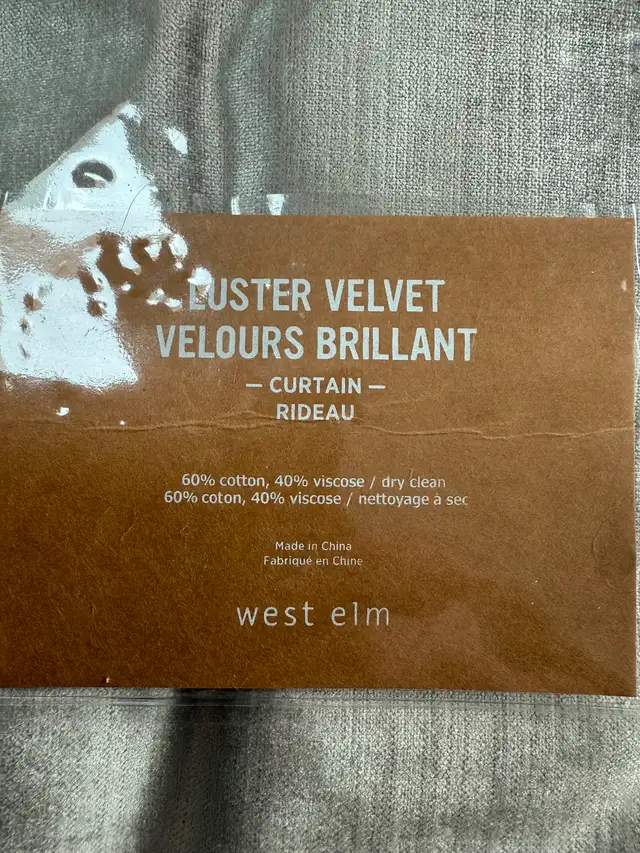 LUSTER VELVET
VELOURS BRILLANT
— CURTAIN —
RIDEAU
60% cotton, 40% viscose / dry clean
60% coton, 40% viscose / nettoyage à sec
Made in China
Fabriqué en Chine
west elm